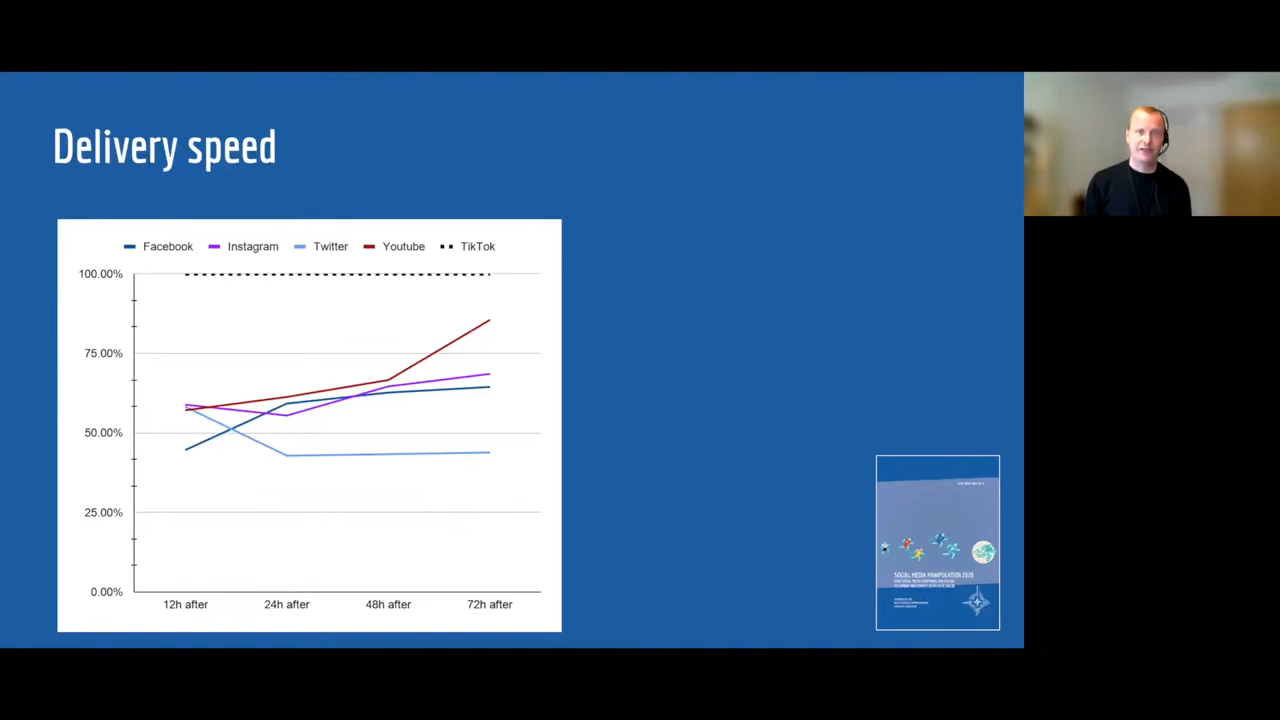 Delivery speed
Facebook Instagram Twitter Youtube TikTok
100.00%
75.00%
50.00%
25.00%
0.00%
12h after 24h after 48h after 72h after
SOCIAL MEDIA MANIPULATION 2020